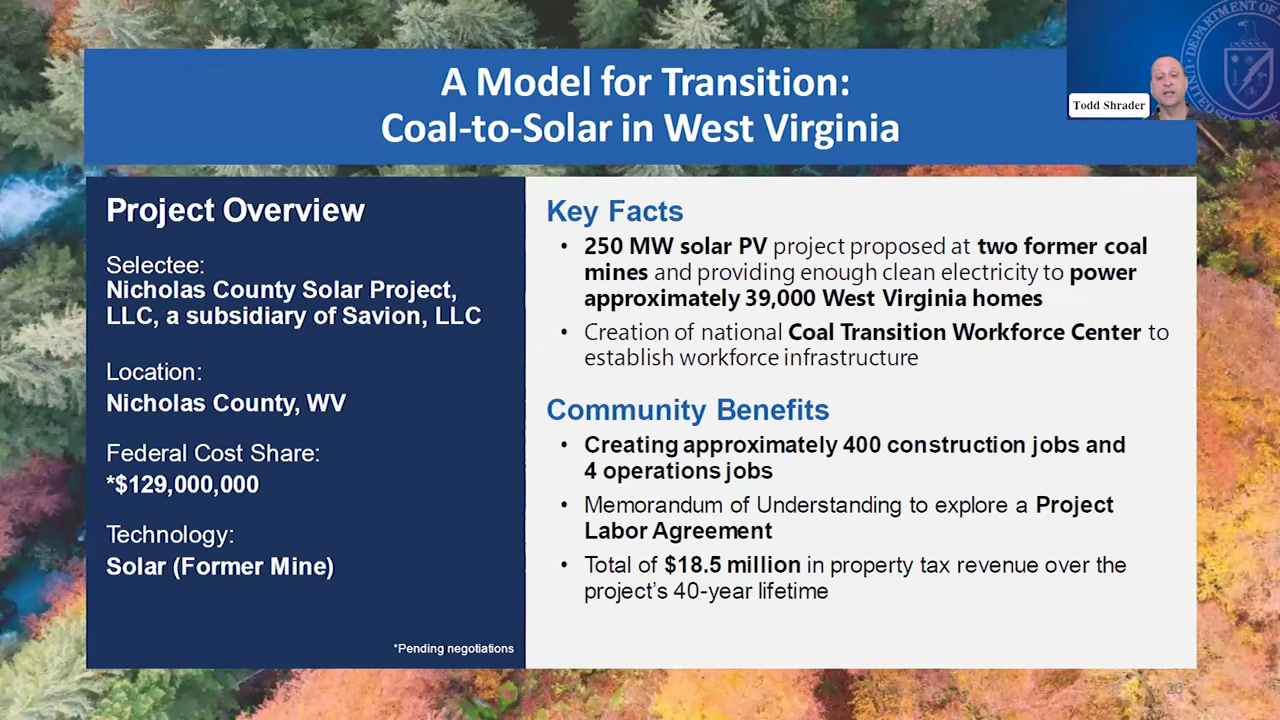 A Model for Transition:
Coal-to-Solar in West Virginia
Todd Shrader
Project Overview
Selectee:
Nicholas County Solar Project,
LLC, a subsidiary of Savion, LLC
Location:
Nicholas County, WV
Federal Cost Share:
*$129,000,000
Technology:
Solar (Former Mine)
*Pending negotiations
Key Facts
• 250 MW solar PV project proposed at two former coal
mines and providing enough clean electricity to power
approximately 39,000 West Virginia homes
• Creation of national Coal Transition Workforce Center to
establish workforce infrastructure
Community Benefits
• Creating approximately 400 construction jobs and
4 operations jobs
• Memorandum of Understanding to explore a Project
Labor Agreement
• Total of $18.5 million in property tax revenue over the
project's 40-year lifetime
20